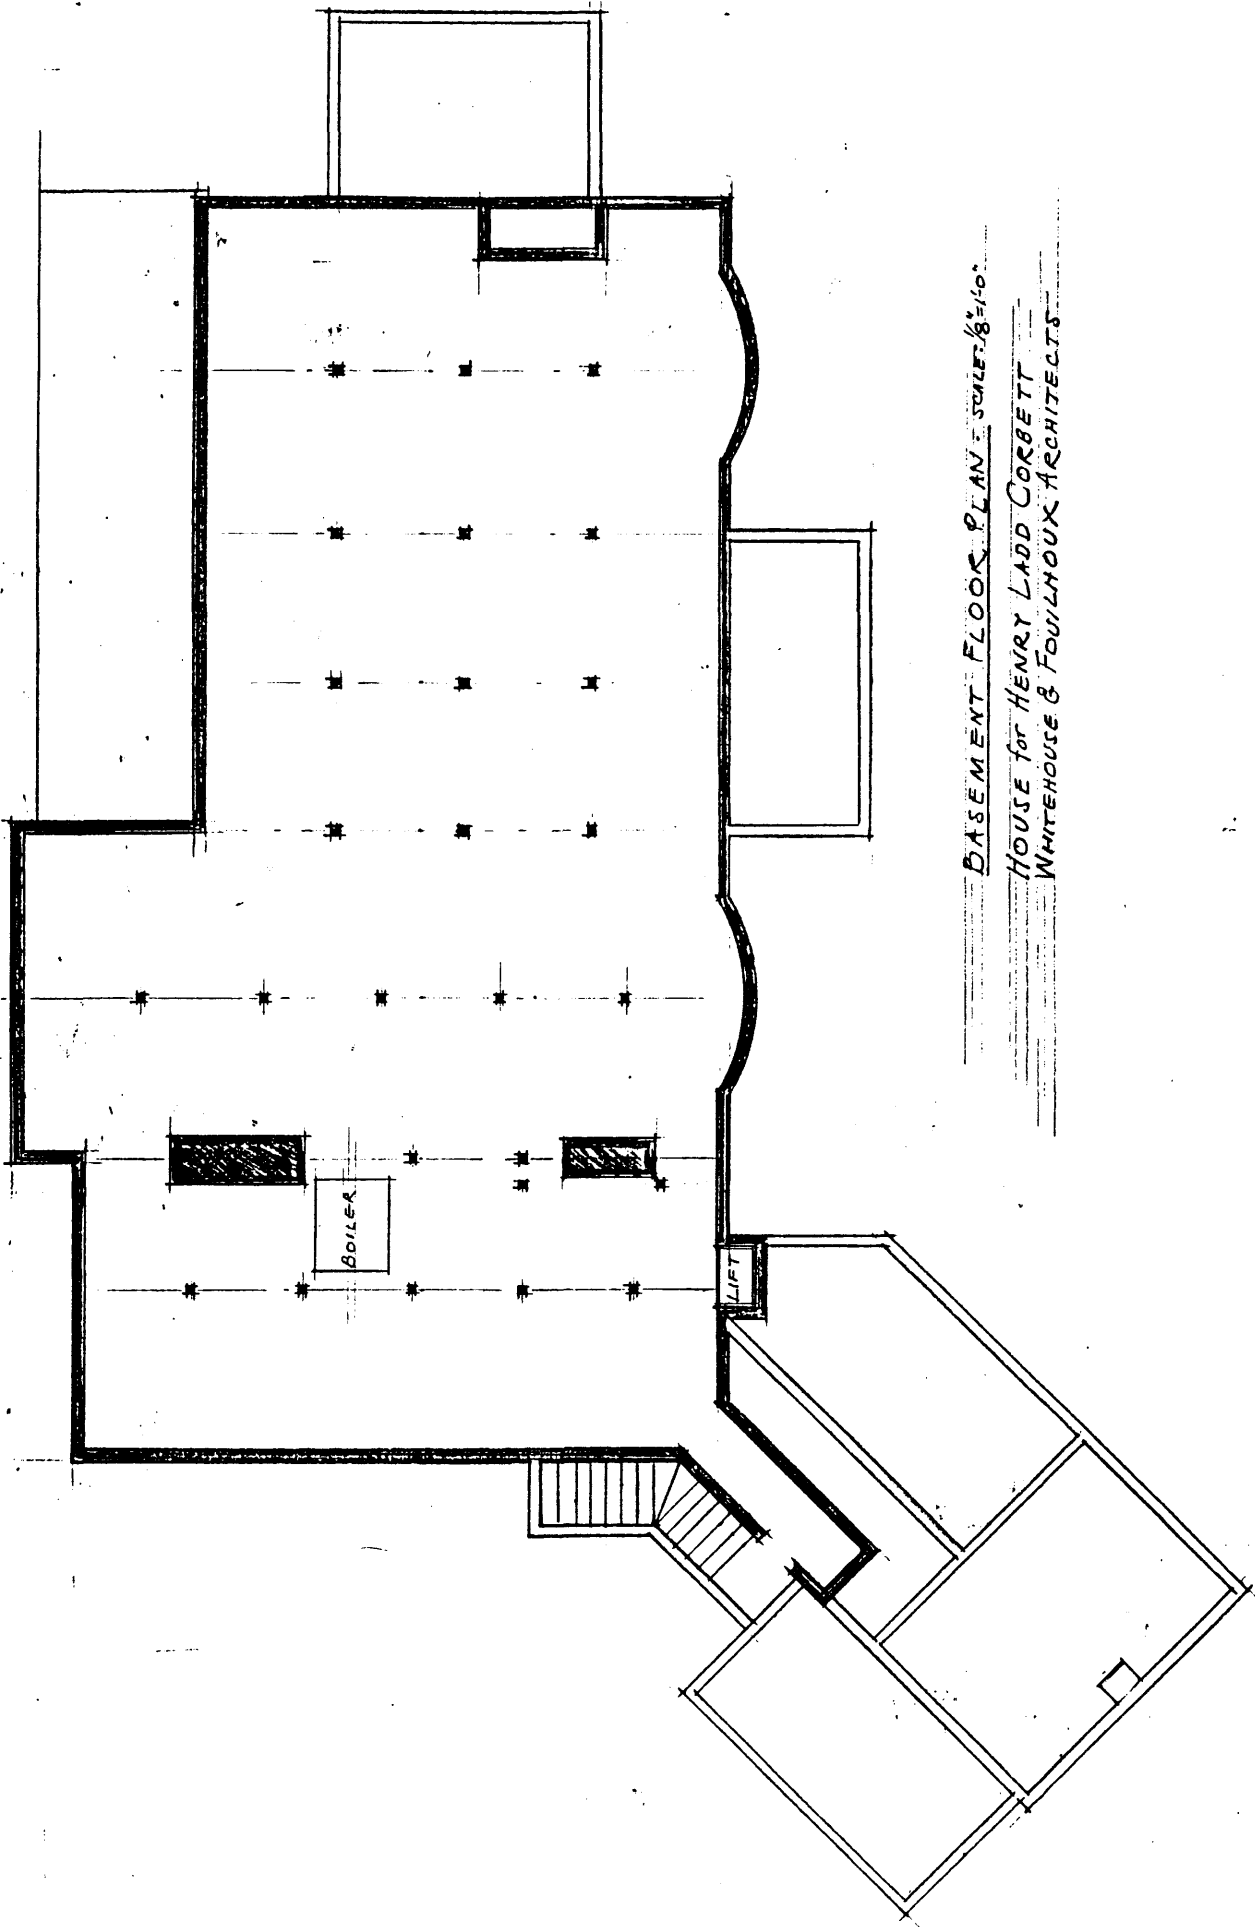 BASEMENT FLOOR PLAN - SCALE: 1/8"=1'-0"
HOUSE for HENRY LADD CORBETT
WHITEHOUSE & FOUILHOUX ARCHITECTS
BOILER
LIFT